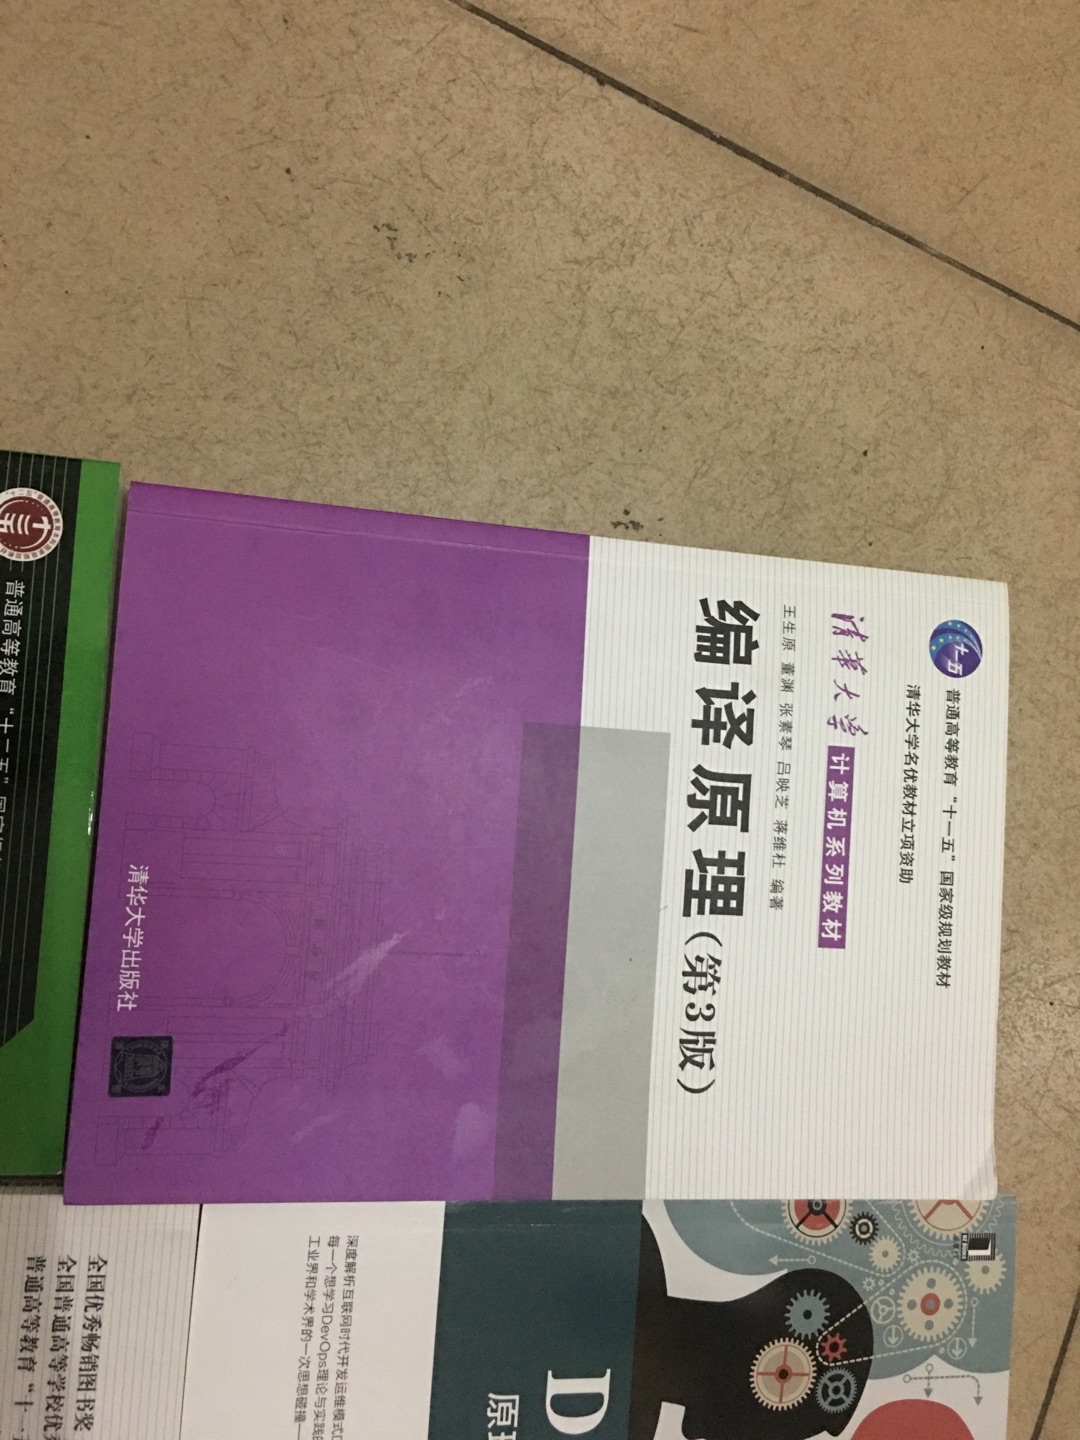 十一五
普通高等教育“十一五”国家级规划教材
清华大学名优教材立项资助
清华大学 计算机系列教材
王生原 董渊 张素琴 吕映芝 蒋维杜 编著
编译原理(第3版)
清华大学出版社
十二五
普通高等教育“十二五”
深度解析互联网时代开发运维模式
每一个想学习DevOps理论与实践
工业界和学术界的一次思想碰撞
D
原
全国优秀畅销图书奖
全国普通高等学校优
普通高等教育“十一